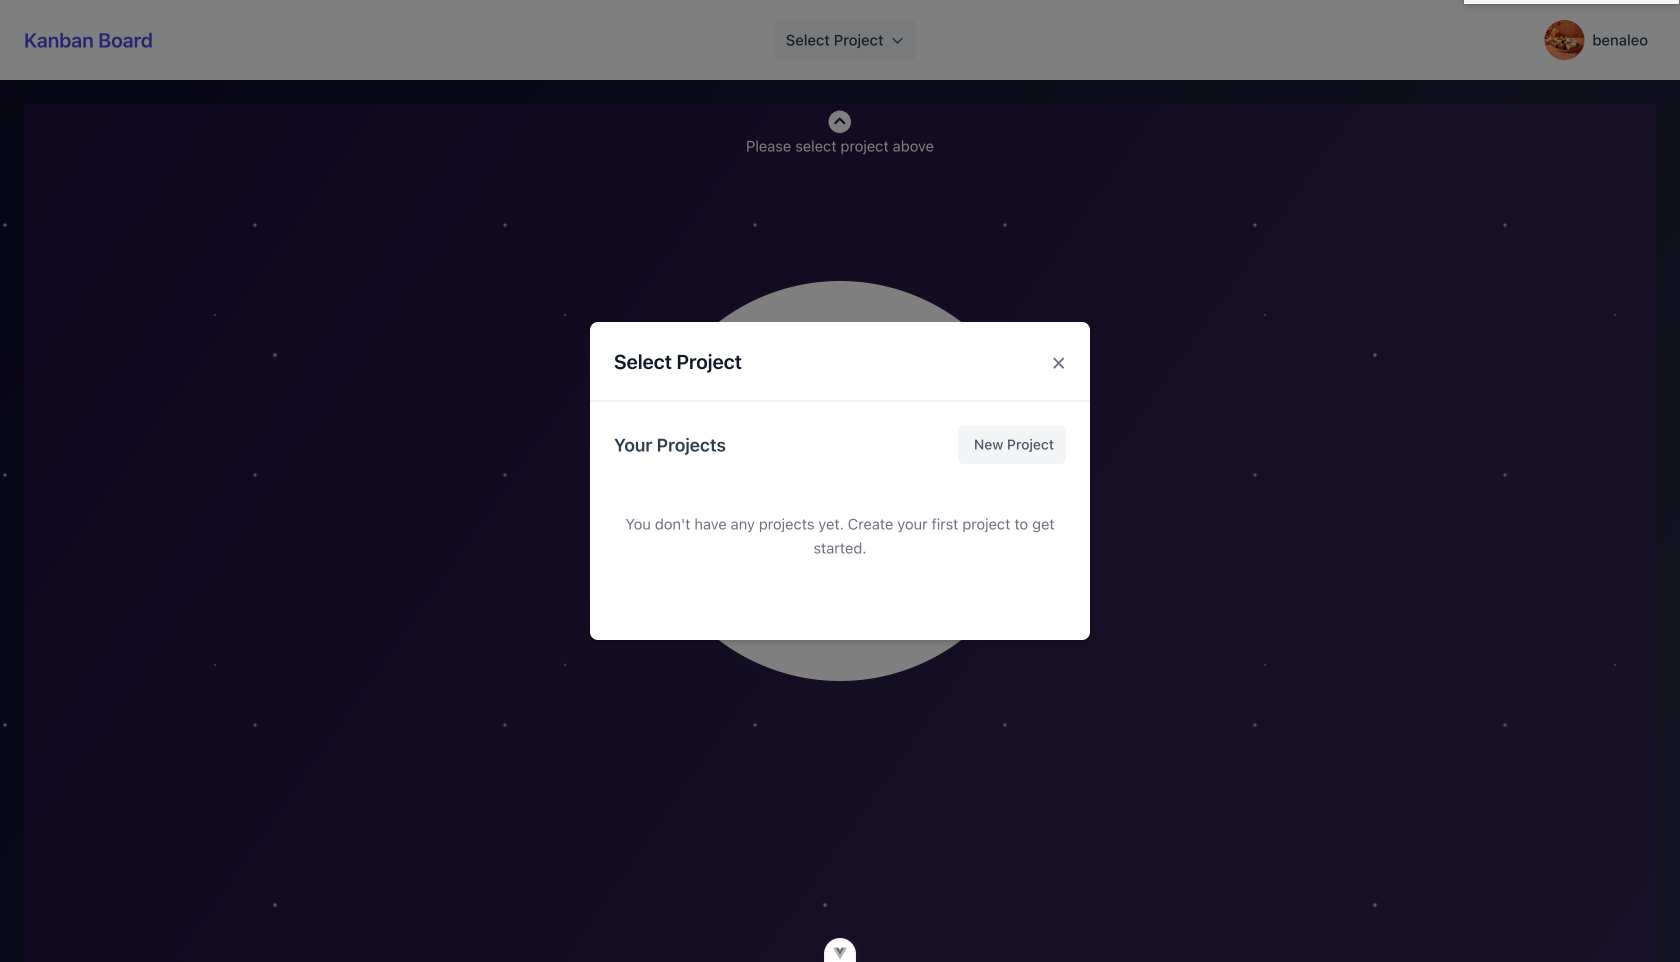 Kanban Board
Select Project
benaleo
Please select project above
Select Project
Your Projects
New Project
You don't have any projects yet. Create your first project to get
started.